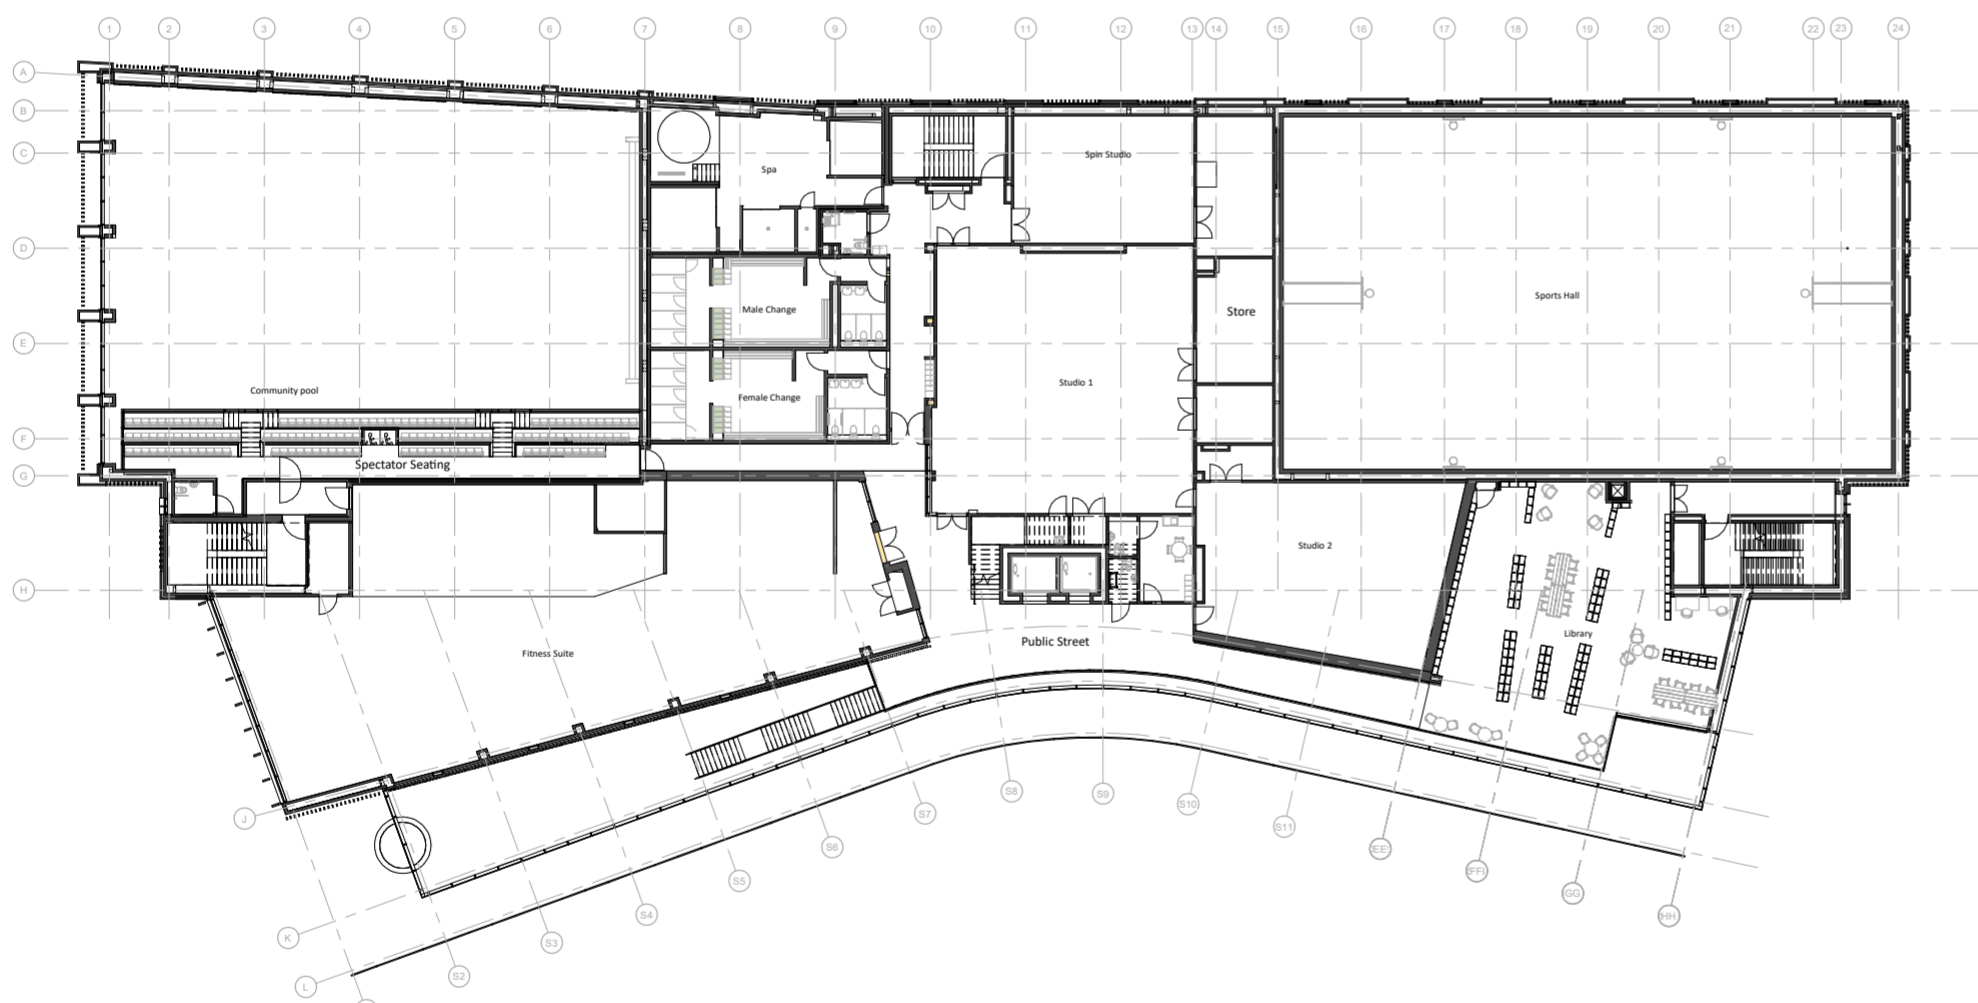 1 2 3 4 5 6 7 8 9 10 11 12 13 14 15 16 17 18 19 20 21 22 23 24
A
B
C
Spin Studio
Spa
D
Sports Hall
Male Change
Store
E
Studio 1
Community pool
Female Change
F
Spectator Seating
G
Studio 2
H
Library
Public Street
Fitness Suite
S8
S9
S10
J
S7
S11
S6
S5
GG
S4
HH
K
S3
S2
L